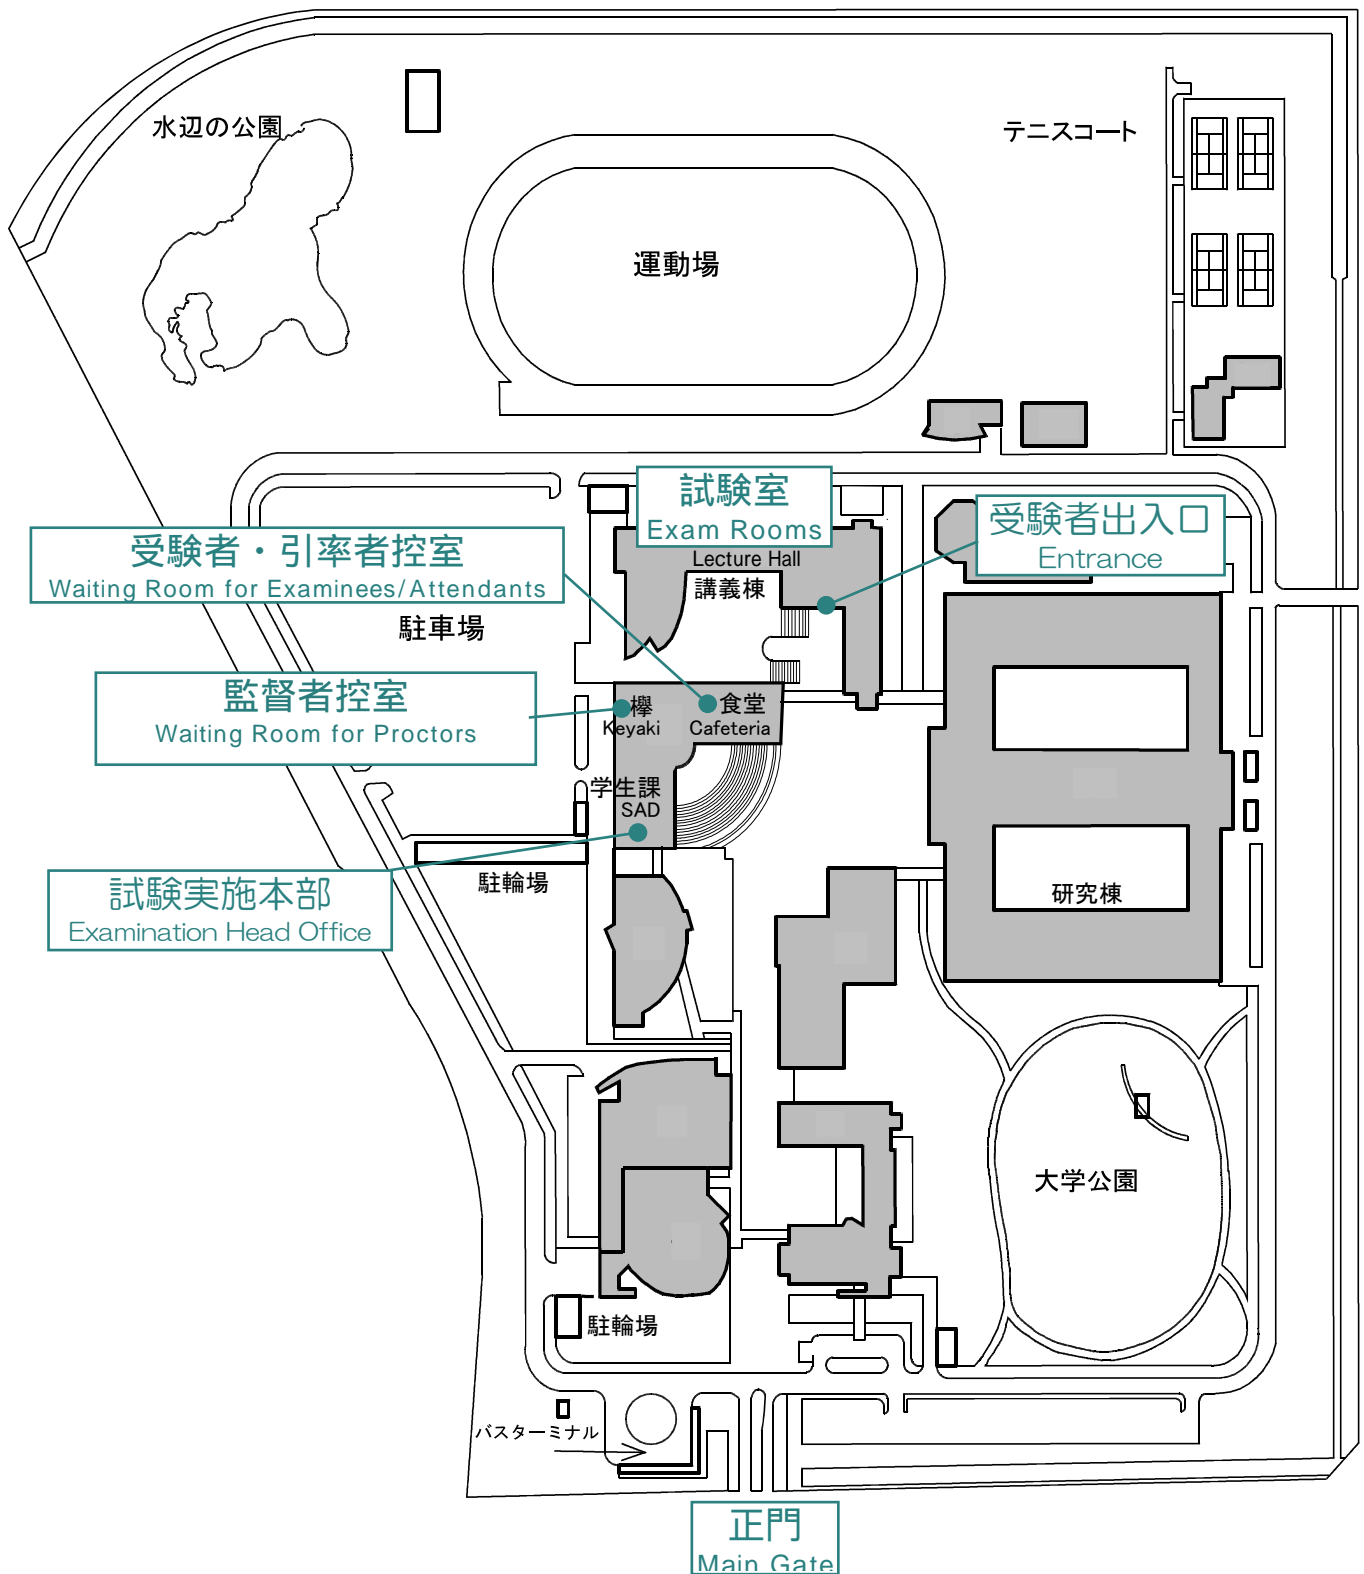 水辺の公園
テニスコート
運動場
試験室
Exam Rooms
受験者出入口
Entrance
受験者・引率者控室
Waiting Room for Examinees/Attendants
Lecture Hall
講義棟
駐車場
監督者控室
Waiting Room for Proctors
欅
Keyaki
食堂
Cafeteria
学生課
SAD
駐輪場
試験実施本部
Examination Head Office
研究棟
大学公園
駐輪場
バスターミナル
正門
Main Gate